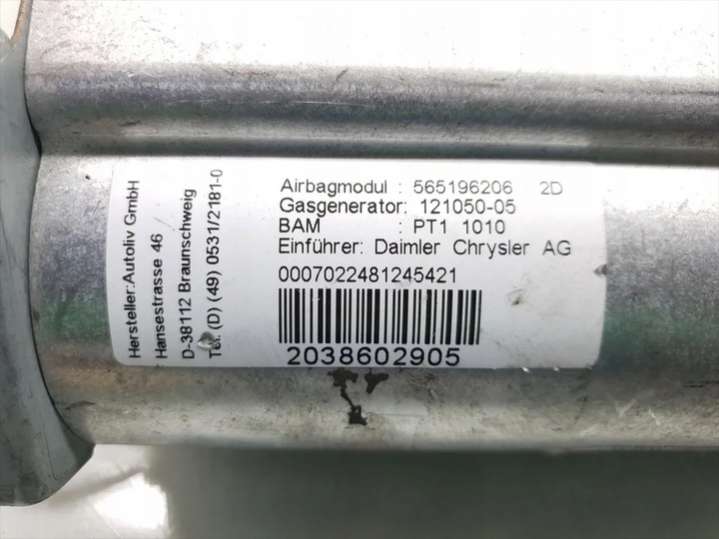 Hersteller:Autoliv GmbH
Hansestrasse 46
D-38112 Braunschweig
Tel. (D) (49) 0531/2181-0
Airbagmodul : 565196206 2D
Gasgenerator: 121050-05
BAM : PT1 1010
Einführer: Daimler Chrysler AG
0007022481245421
2038602905